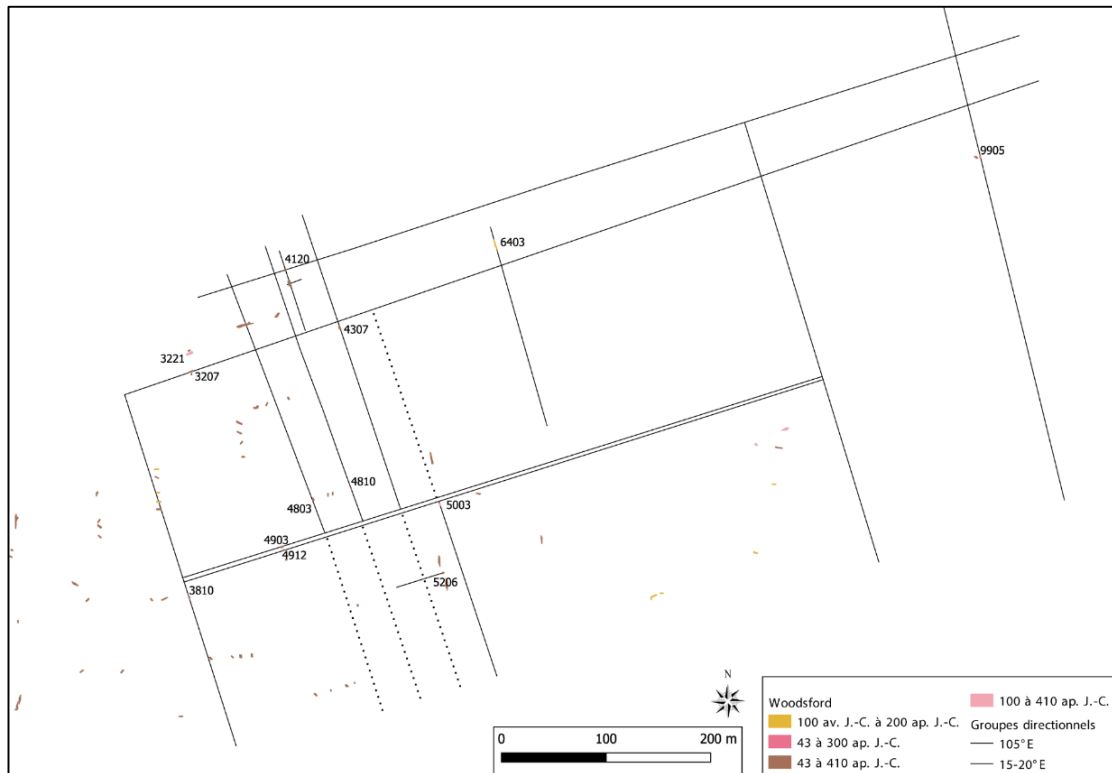 9905
6403
4120
4307
3221
3207
4810
4803
5003
4903
4912
5206
3810
N
0 100 200 m
Woodsford
100 av. J.-C. à 200 ap. J.-C.
43 à 300 ap. J.-C.
43 à 410 ap. J.-C.
100 à 410 ap. J.-C.
Groupes directionnels
105°E
15-20°E